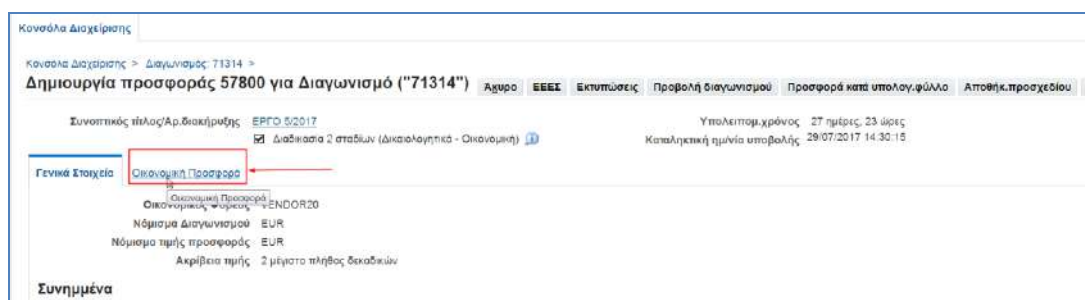 Κονσόλα Διαχείρισης
Κονσόλα Διαχείρισης > Διαγωνισμός: 71314 >
Δημιουργία προσφοράς 57800 για Διαγωνισμό ("71314") Άκυρο ΕΕΕΣ Εκτυπώσεις Προβολή διαγωνισμού Προσφορά κατά υπολογ.φύλλο Αποθήκ.προσχεδίου
Συνοπτικός τίτλος/Αρ.διακήρυξης ΕΡΓΟ 5/2017 Υπολειπομ.χρόνος 27 ημέρες, 23 ώρες
Διαδικασία 2 σταδίων (Δικαιολογητικά - Οικονομική) Καταληκτική ημ/νία υποβολής 29/07/2017 14:30:15
Γενικά Στοιχεία Οικονομική Προσφορά
Οικονομική Προσφορά
Οικονομικός Φορέας VENDOR20
Νόμισμα Διαγωνισμού EUR
Νόμισμα τιμής προσφοράς EUR
Ακρίβεια τιμής 2 μέγιστο πλήθος δεκαδικών
Συνημμένα